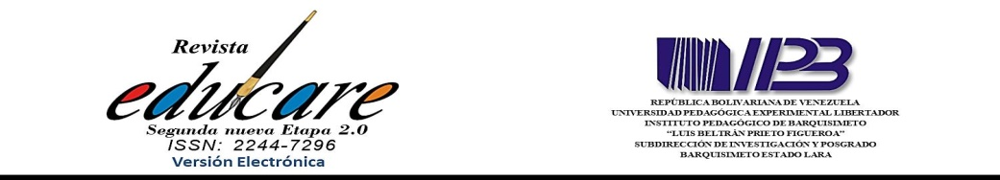 Revista
educare
Segunda nueva Etapa 2.0
ISSN: 2244-7296
Versión Electrónica
IPB
REPÚBLICA BOLIVARIANA DE VENEZUELA
UNIVERSIDAD PEDAGÓGICA EXPERIMENTAL LIBERTADOR
INSTITUTO PEDAGÓGICO DE BARQUISIMETO
"LUIS BELTRÁN PRIETO FIGUEROA"
SUBDIRECCIÓN DE INVESTIGACIÓN Y POSGRADO
BARQUISIMETO ESTADO LARA